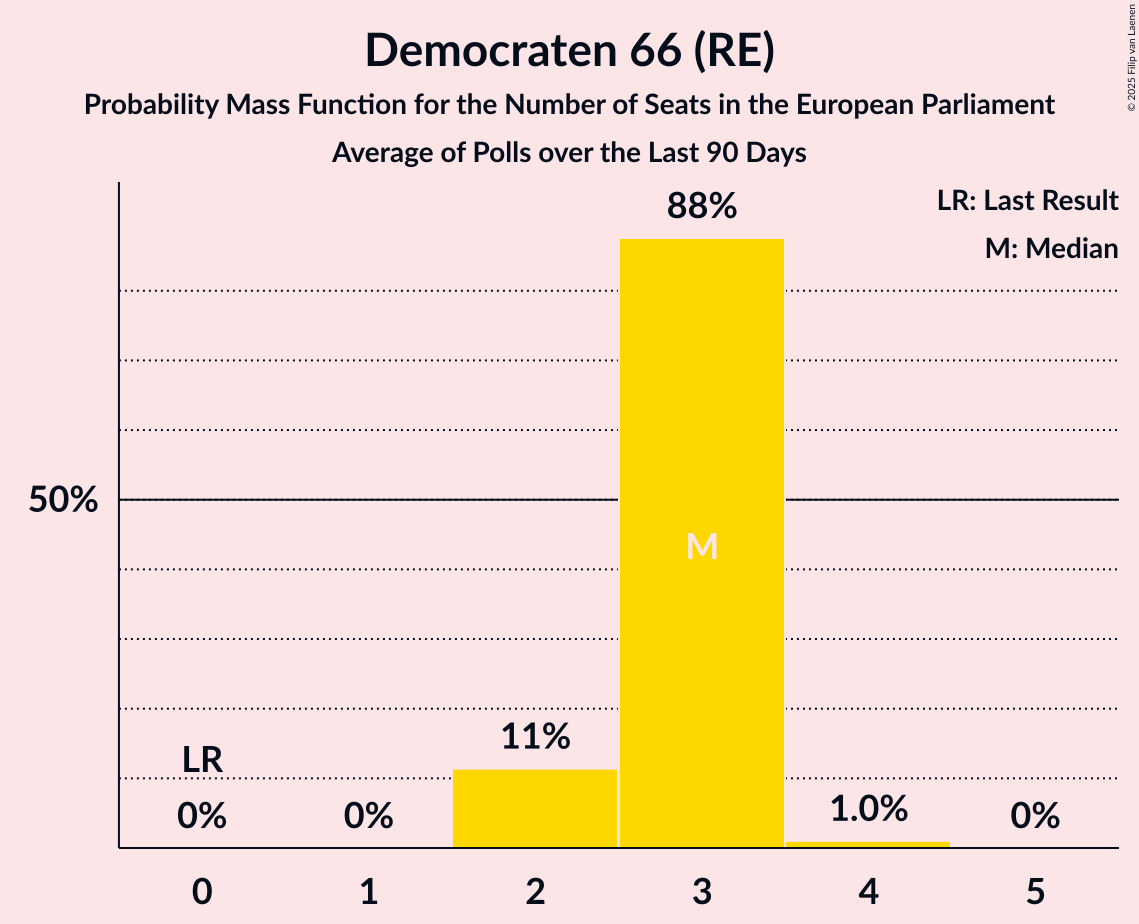 Democraten 66 (RE)
Probability Mass Function for the Number of Seats in the European Parliament
Average of Polls over the Last 90 Days
© 2025 Filip van Laenen
LR: Last Result
M: Median
88%
50%
M
11%
LR
0%
0%
1.0%
0%
0
1
2
3
4
5